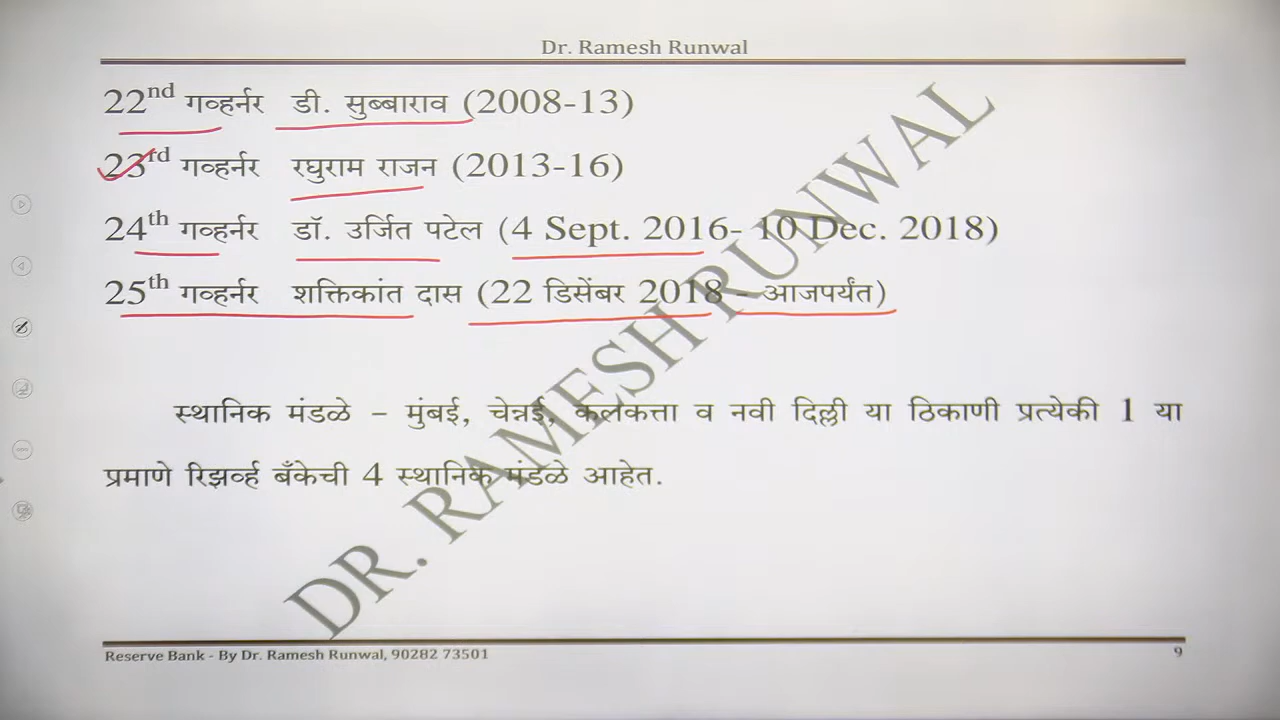 Dr. Ramesh Runwal
22nd गव्हर्नर डी. सुब्बाराव (2008-13)
23rd गव्हर्नर रघुराम राजन (2013-16)
24th गव्हर्नर डॉ. उर्जित पटेल (4 Sept. 2016- 10 Dec. 2018)
25th गव्हर्नर शक्तिकांत दास (22 डिसेंबर 2018 – आजपर्यंत)
स्थानिक मंडळे – मुंबई, चेन्नई, कलकत्ता व नवी दिल्ली या ठिकाणी प्रत्येकी 1 या
प्रमाणे रिझर्व्ह बँकेची 4 स्थानिक मंडळे आहेत.
DR. RAMESH RUNWAL
Reserve Bank - By Dr. Ramesh Runwal, 90282 73501
9